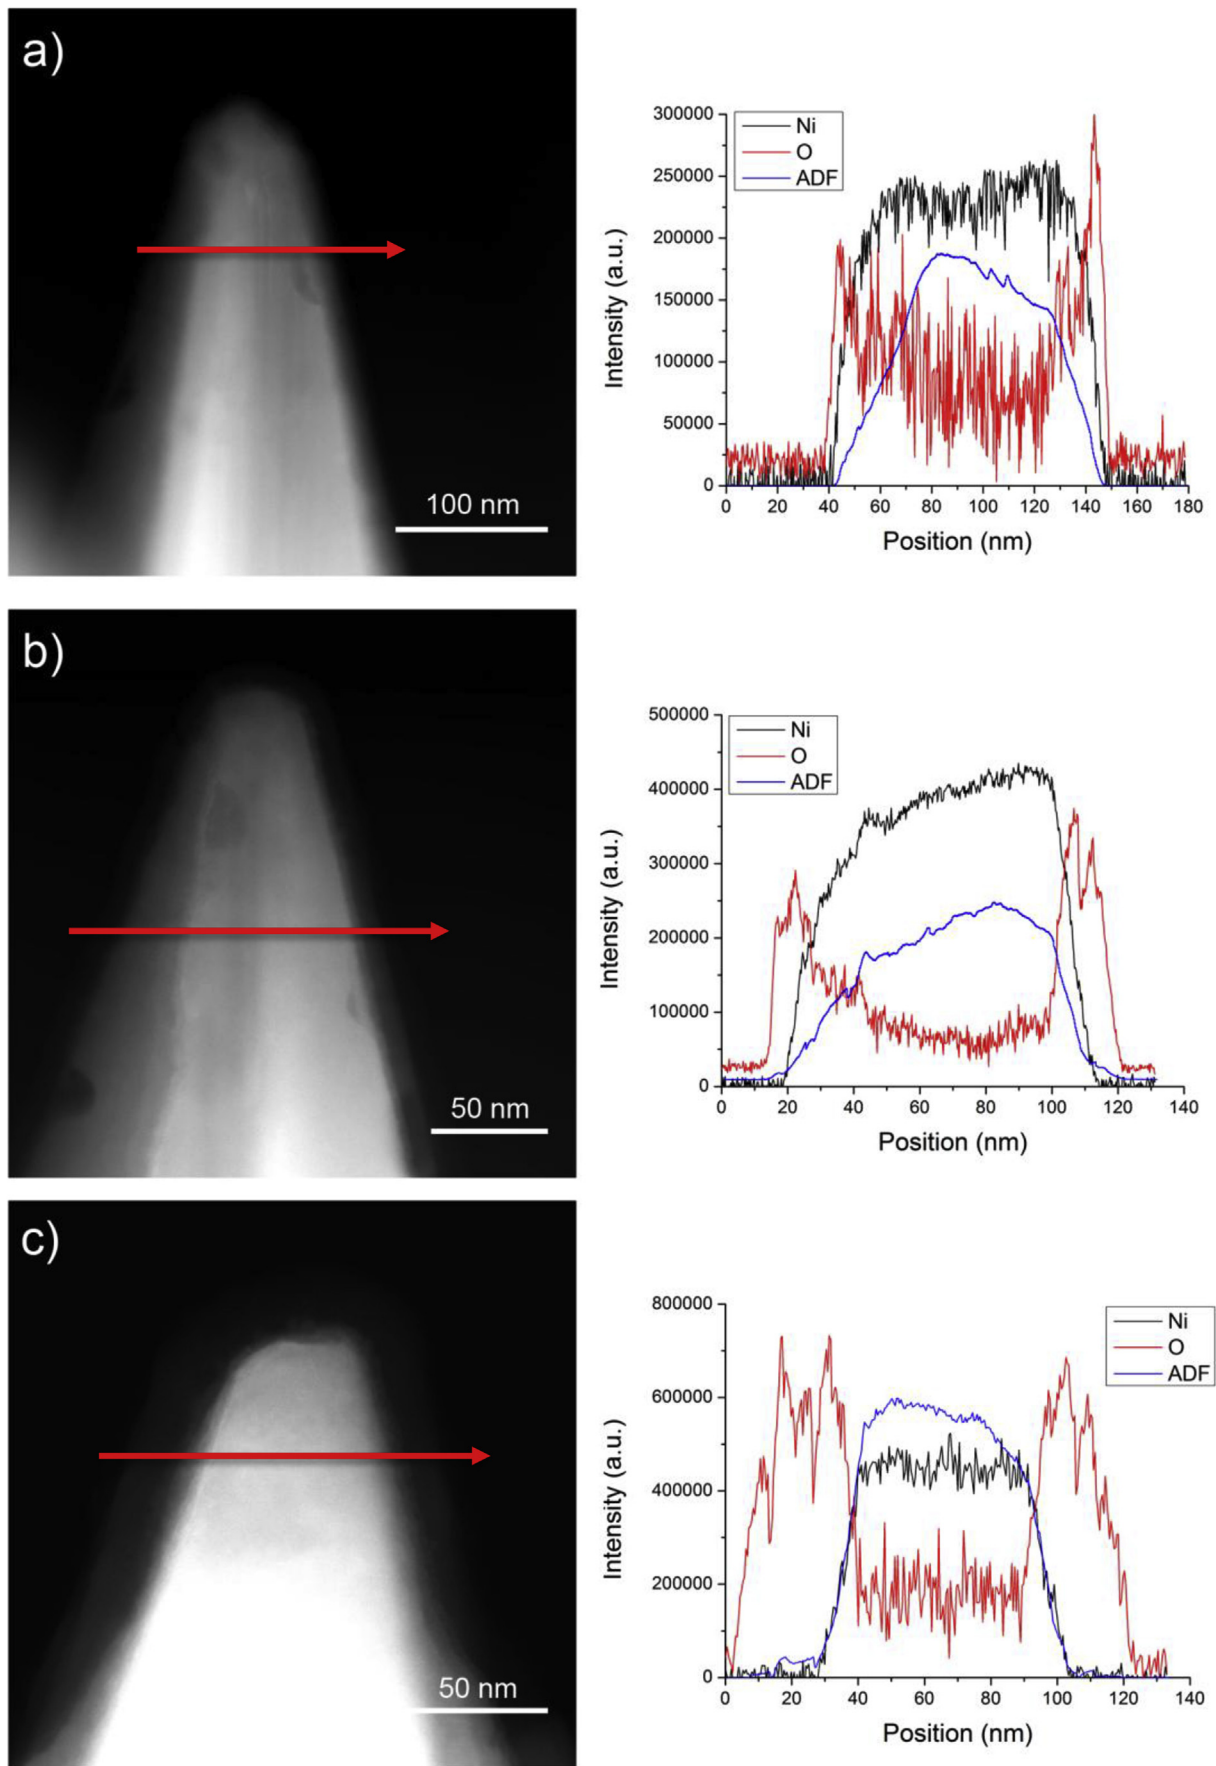 a)
100 nm
Ni
O
ADF
300000
250000
200000
150000
100000
50000
0
Intensity (a.u.)
0 20 40 60 80 100 120 140 160 180
Position (nm)
b)
50 nm
Ni
O
ADF
500000
400000
300000
200000
100000
0
Intensity (a.u.)
0 20 40 60 80 100 120 140
Position (nm)
c)
50 nm
Ni
O
ADF
800000
600000
400000
200000
0
Intensity (a.u.)
0 20 40 60 80 100 120 140
Position (nm)